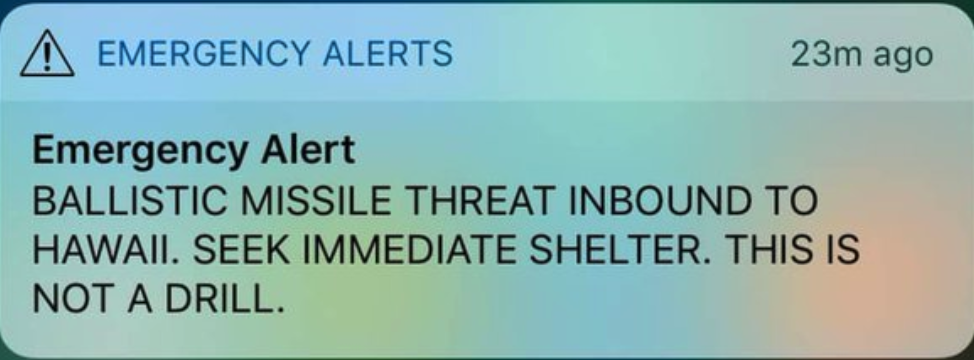 EMERGENCY ALERTS 23m ago
Emergency Alert
BALLISTIC MISSILE THREAT INBOUND TO
HAWAII. SEEK IMMEDIATE SHELTER. THIS IS
NOT A DRILL.